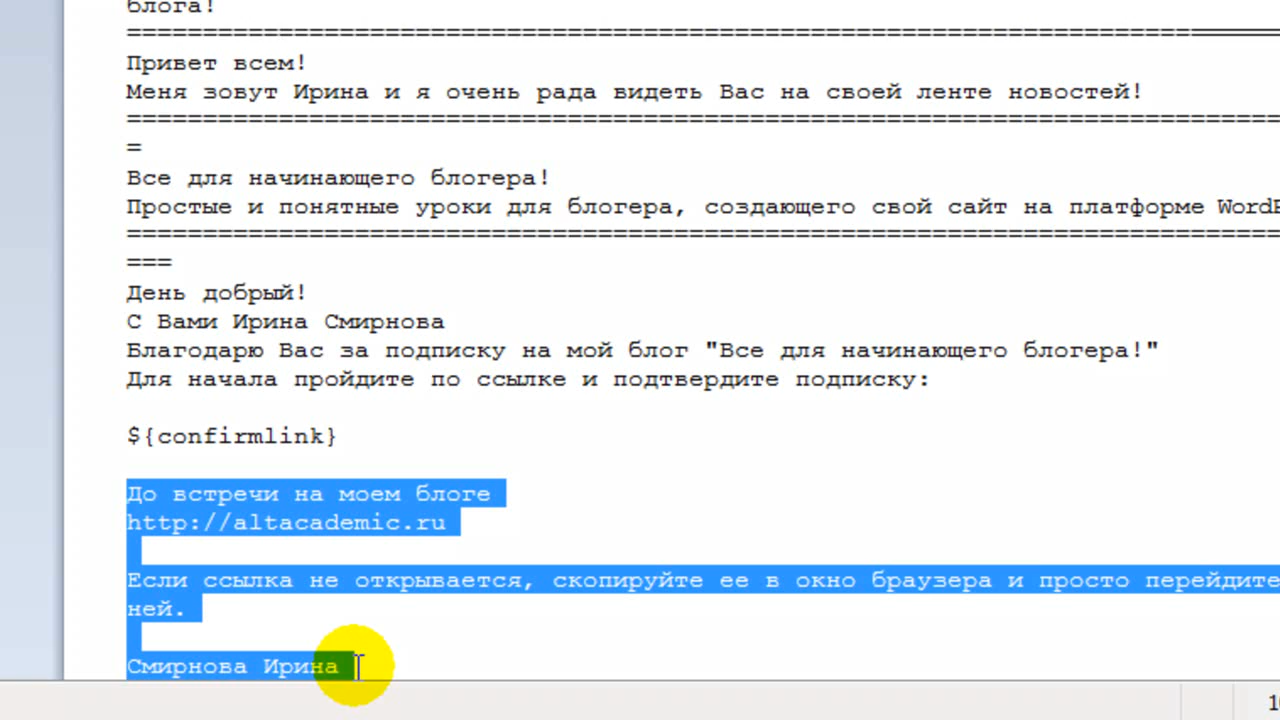 блога!
================================================================================
Привет всем!
Меня зовут Ирина и я очень рада видеть Вас на своей ленте новостей!
============================================================================
=
Все для начинающего блогера!
Простые и понятные уроки для блогера, создающего свой сайт на платформе
============================================================================
===
День добрый!
С Вами Ирина Смирнова
Благодарю Вас за подписку на мой блог "Все для начинающего блогера!"
Для начала пройдите по ссылке и подтвердите подписку:
${confirmlink}
До встречи на моем блоге
http://altacademic.ru
Если ссылка не открывается, скопируйте ее в окно браузера и просто перейдите
ней.
Смирнова Ирина